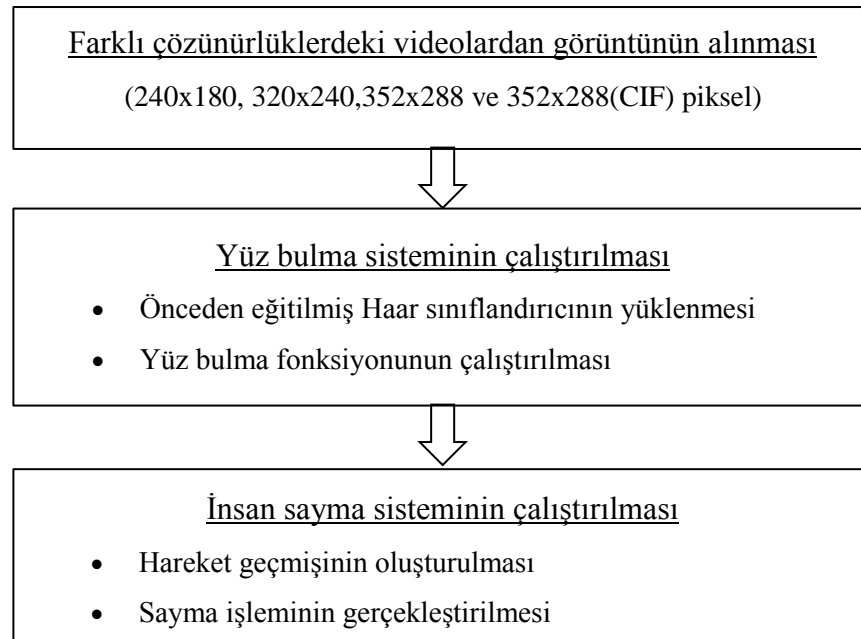 Farklı çözünürlüklerdeki videolardan görüntünün alınması
(240x180, 320x240,352x288 ve 352x288(CIF) piksel)
Yüz bulma sisteminin çalıştırılması
• Önceden eğitilmiş Haar sınıflandırıcının yüklenmesi
• Yüz bulma fonksiyonunun çalıştırılması
İnsan sayma sisteminin çalıştırılması
• Hareket geçmişinin oluşturulması
• Sayma işleminin gerçekleştirilmesi